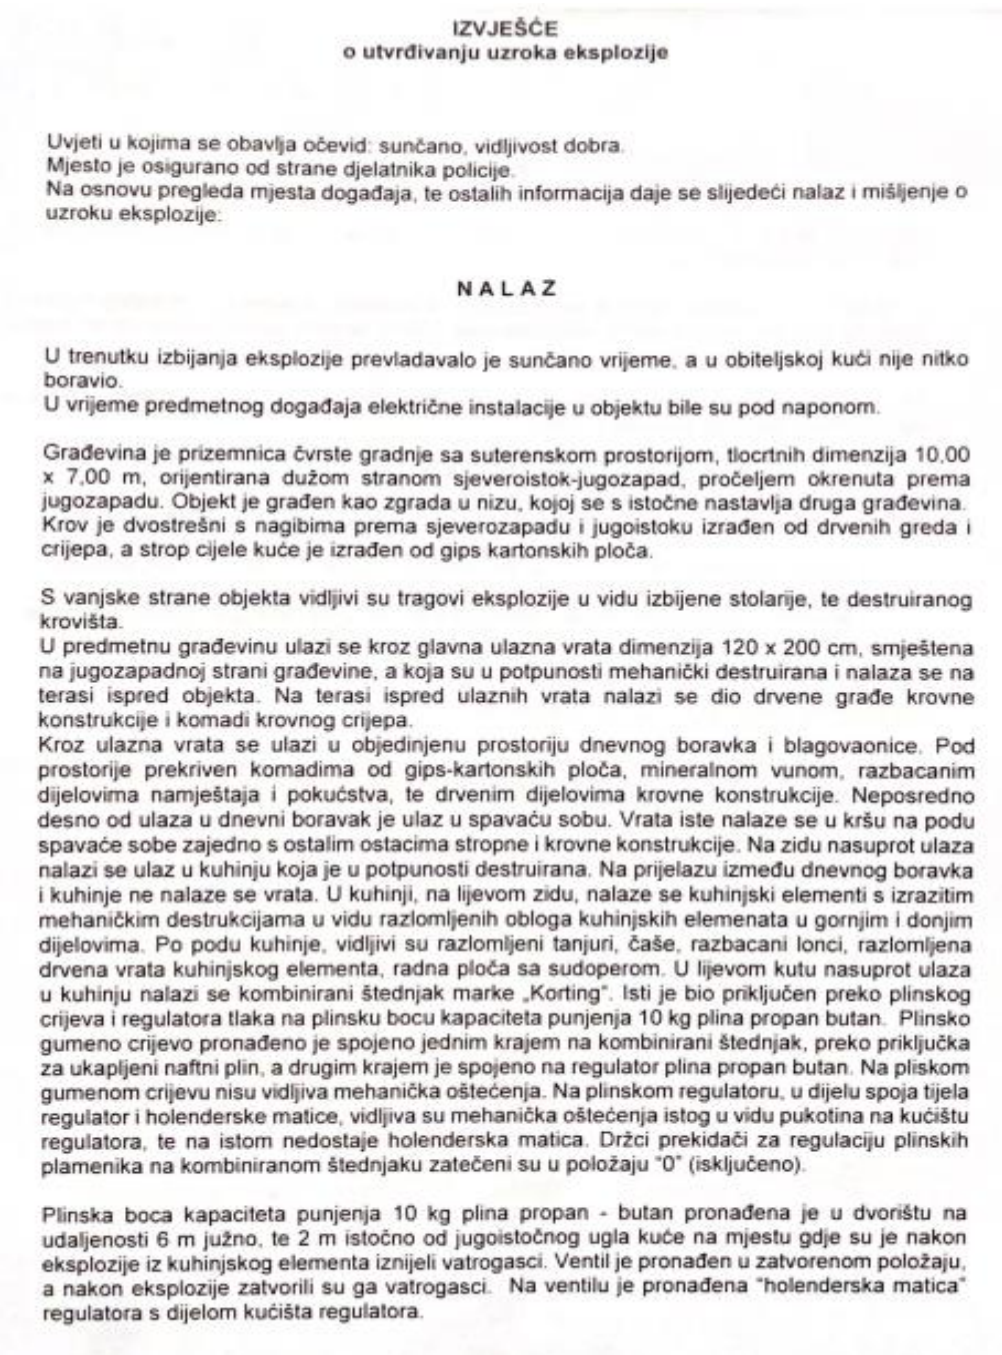 IZVJEŠĆE
o utvrđivanju uzroka eksplozije
Uvjeti u kojima se obavlja očevid: sunčano, vidljivost dobra.
Mjesto je osigurano od strane djelatnika policije.
Na osnovu pregleda mjesta događaja, te ostalih informacija daje se slijedeći nalaz i mišljenje o
uzroku eksplozije:
N A L A Z
U trenutku izbijanja eksplozije prevladavalo je sunčano vrijeme, a u obiteljskoj kući nije nitko
boravio.
U vrijeme predmetnog događaja električne instalacije u objektu bile su pod naponom.
Građevina je prizemnica čvrste gradnje sa suterenskom prostorijom, tlocrtnih dimenzija 10,00
x 7,00 m, orijentirana dužom stranom sjeveroistok-jugozapad, pročeljem okrenuta prema
jugozapadu. Objekt je građen kao zgrada u nizu, kojoj se s istočne nastavlja druga građevina.
Krov je dvostrešni s nagibima prema sjeverozapadu i jugoistoku izrađen od drvenih greda i
crijepa, a strop cijele kuće je izrađen od gips kartonskih ploča.
S vanjske strane objekta vidljivi su tragovi eksplozije u vidu izbijene stolarije, te destruiranog
krovišta.
U predmetnu građevinu ulazi se kroz glavna ulazna vrata dimenzija 120 x 200 cm, smještena
na jugozapadnoj strani građevine, a koja su u potpunosti mehanički destruirana i nalaza se na
terasi ispred objekta. Na terasi ispred ulaznih vrata nalazi se dio drvene građe krovne
konstrukcije i komadi krovnog crijepa.
Kroz ulazna vrata se ulazi u objedinjenu prostoriju dnevnog boravka i blagovaonice. Pod
prostorije prekriven komadima od gips-kartonskih ploča, mineralnom vunom, razbacanim
dijelovima namještaja i pokućstva, te drvenim dijelovima krovne konstrukcije. Neposredno
desno od ulaza u dnevni boravak je ulaz u spavaću sobu. Vrata iste nalaze se u kršu na podu
spavaće sobe zajedno s ostalim ostacima stropne i krovne konstrukcije. Na zidu nasuprot ulaza
nalazi se ulaz u kuhinju koja je u potpunosti destruirana. Na prijelazu između dnevnog boravka
i kuhinje ne nalaze se vrata. U kuhinji, na lijevom zidu, nalaze se kuhinjski elementi s izrazitim
mehaničkim destrukcijama u vidu razlomljenih obloga kuhinjskih elemenata u gornjim i donjim
dijelovima. Po podu kuhinje, vidljivi su razlomljeni tanjuri, čaše, razbacani lonci, razlomljena
drvena vrata kuhinjskog elementa, radna ploča sa sudoperom. U lijevom kutu nasuprot ulaza
u kuhinju nalazi se kombinirani štednjak marke „Korting“. Isti je bio priključen preko plinskog
crijeva i regulatora tlaka na plinsku bocu kapaciteta punjenja 10 kg plina propan butan. Plinsko
gumeno crijevo pronađeno je spojeno jednim krajem na kombinirani štednjak, preko priključka
za ukapljeni naftni plin, a drugim krajem je spojeno na regulator plina propan butan. Na pliskom
gumenom crijevu nisu vidljiva mehanička oštećenja. Na plinskom regulatoru, u dijelu spoja tijela
regulator i holenderske matice, vidljiva su mehanička oštećenja istog u vidu pukotina na kućištu
regulatora, te na istom nedostaje holenderska matica. Držci prekidači za regulaciju plinskih
plamenika na kombiniranom štednjaku zatečeni su u položaju "0" (isključeno).
Plinska boca kapaciteta punjenja 10 kg plina propan - butan pronađena je u dvorištu na
udaljenosti 6 m južno, te 2 m istočno od jugoistočnog ugla kuće na mjestu gdje su je nakon
eksplozije iz kuhinjskog elementa iznijeli vatrogasci. Ventil je pronađen u zatvorenom položaju,
a nakon eksplozije zatvorili su ga vatrogasci. Na ventilu je pronađena "holenderska matica"
regulatora s dijelom kućišta regulatora.